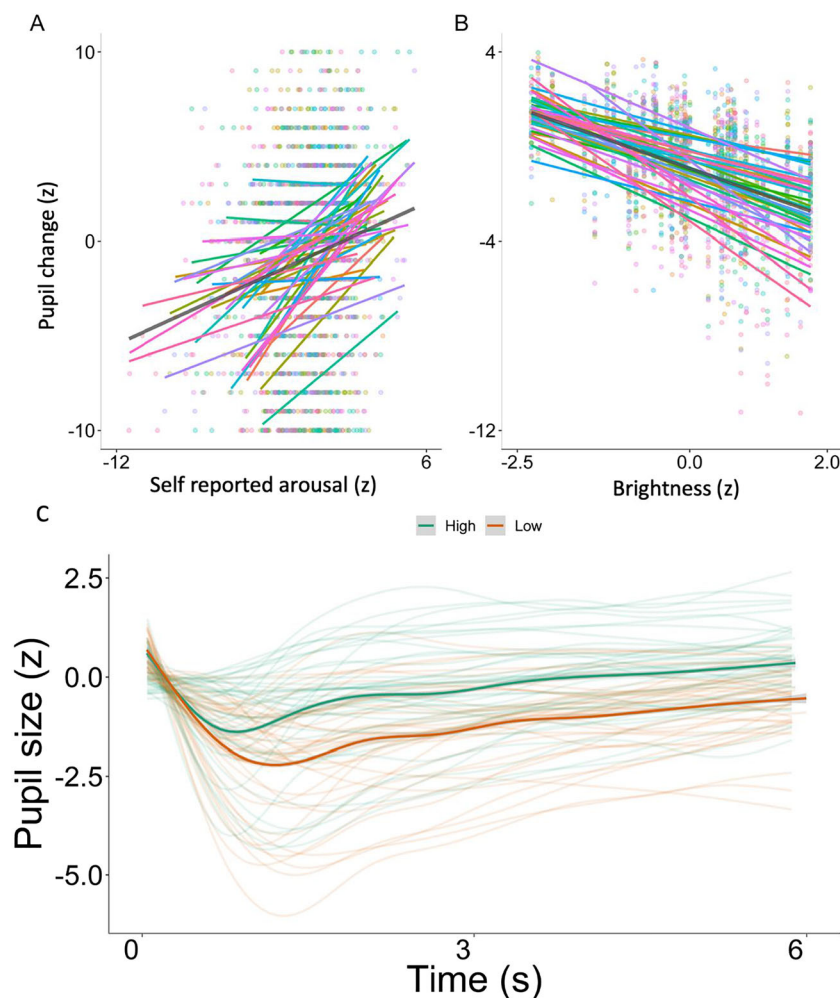 A
B
10
0
-10
Pupil change (z)
-12
6
Self reported arousal (z)
4
-4
-12
-2.5
0.0
2.0
Brightness (z)
c
High
Low
2.5
0.0
-2.5
-5.0
Pupil size (z)
0
3
6
Time (s)